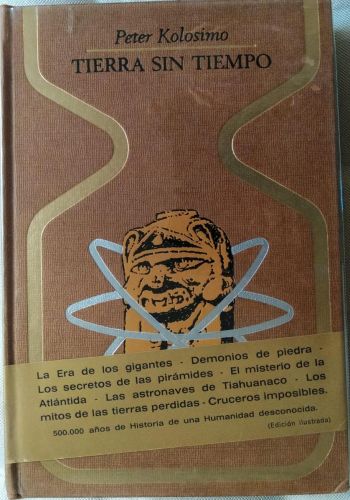 Peter Kolosimo
TIERRA SIN TIEMPO
La Era de los gigantes - Demonios de piedra -
Los secretos de las pirámides - El misterio de la
Atlántida - Las astronaves de Tiahuanaco - Los
mitos de las tierras perdidas - Cruceros imposibles.
500.000 años de Historia de una Humanidad desconocida.
(Edición ilustrada)